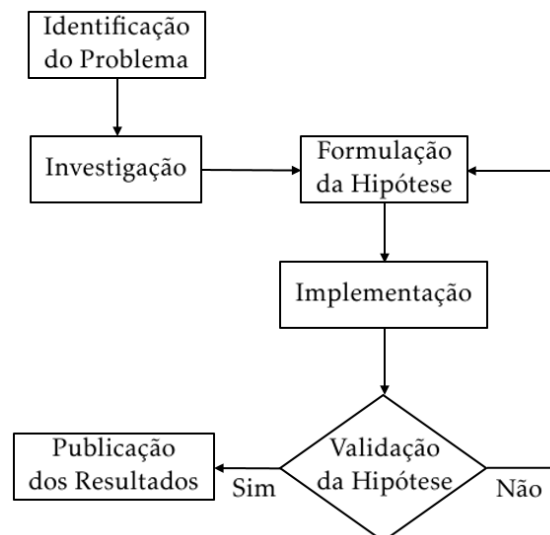 Identificação
do Problema
Investigação
Formulação
da Hipótese
Implementação
Validação
da Hipótese
Sim
Não
Publicação
dos Resultados